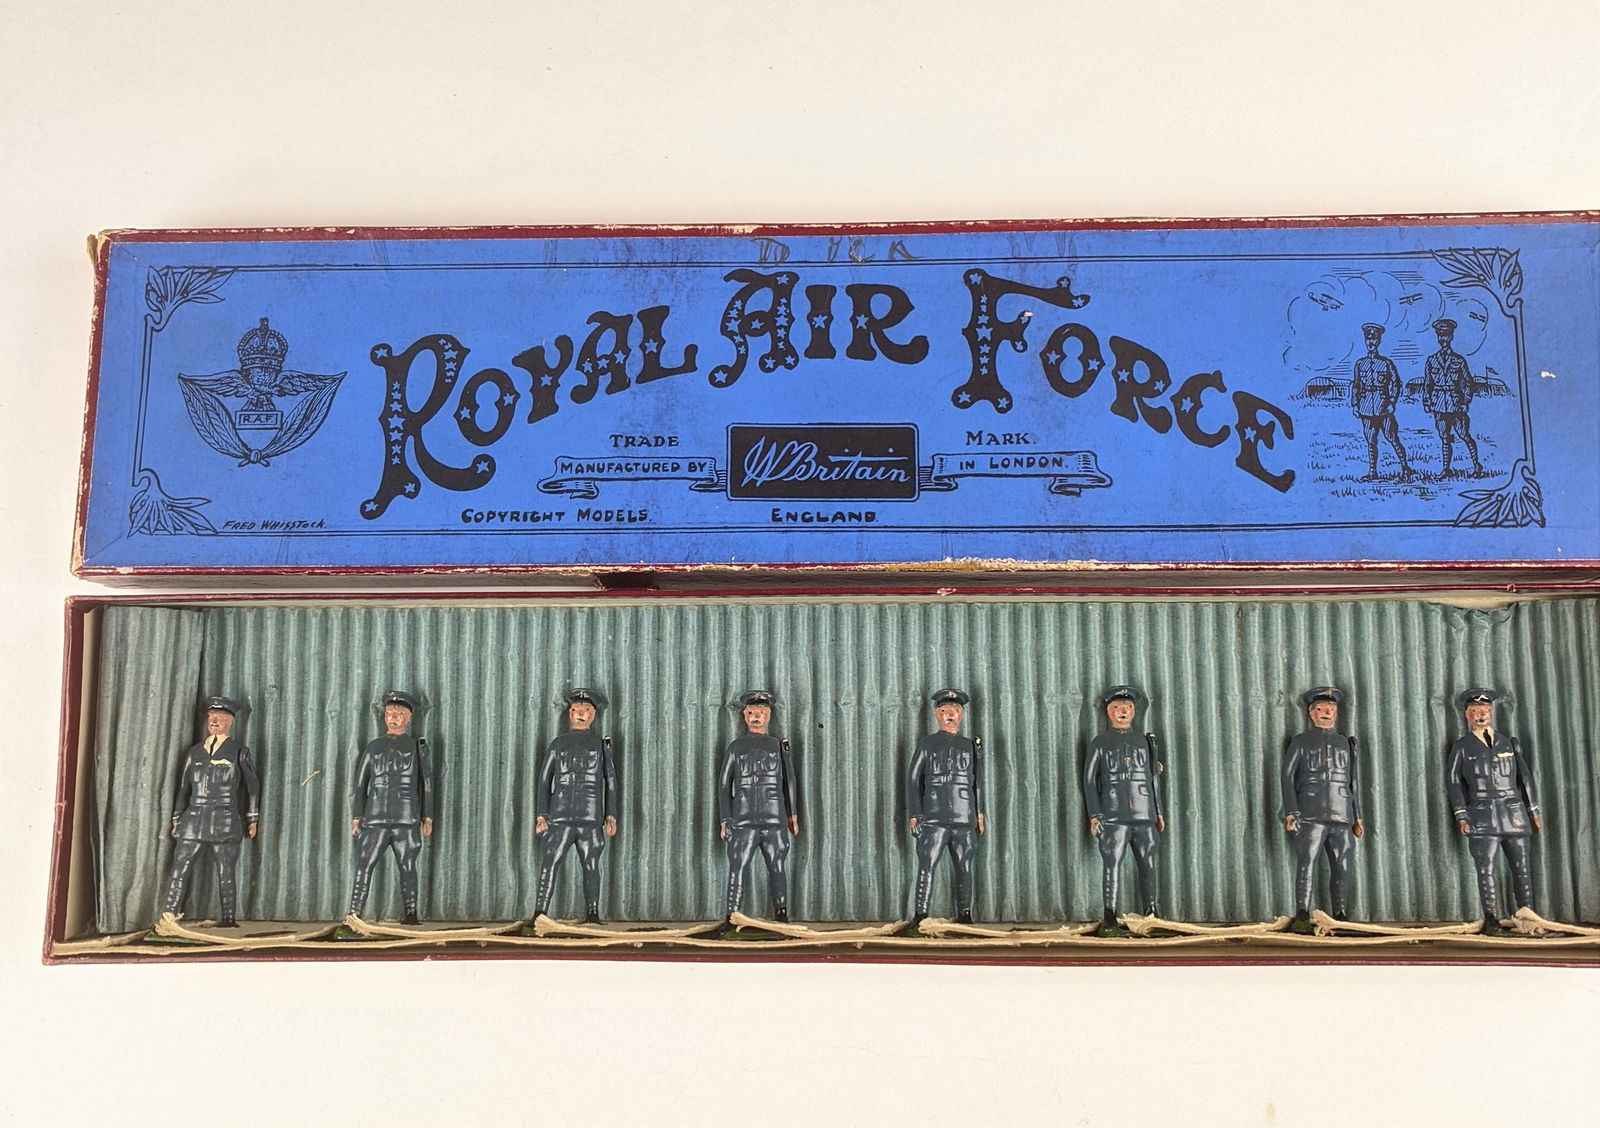 ROYAL AIR FORCE
R.A.F.
TRADE MARK.
MANUFACTURED BY W Britain IN LONDON.
COPYRIGHT MODELS. ENGLAND.
FRED WHISSTOCK.